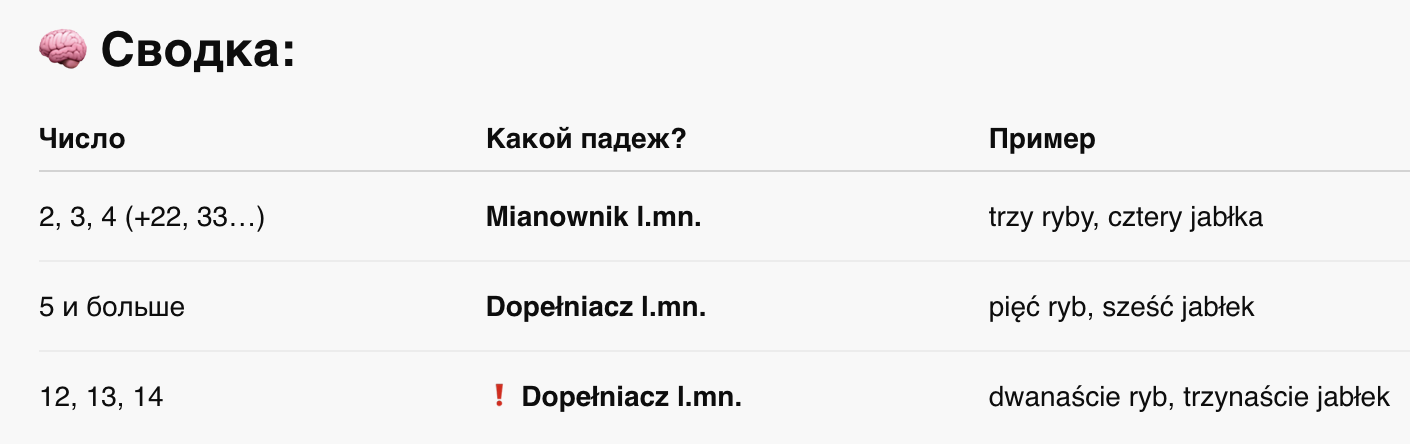 🧠 Сводка:
Число Какой падеж? Пример
2, 3, 4 (+22, 33…) Mianownik l.mn. trzy ryby, cztery jabłka
5 и больше Dopełniacz l.mn. pięć ryb, sześć jabłek
12, 13, 14 ❗ Dopełniacz l.mn. dwanaście ryb, trzynaście jabłek